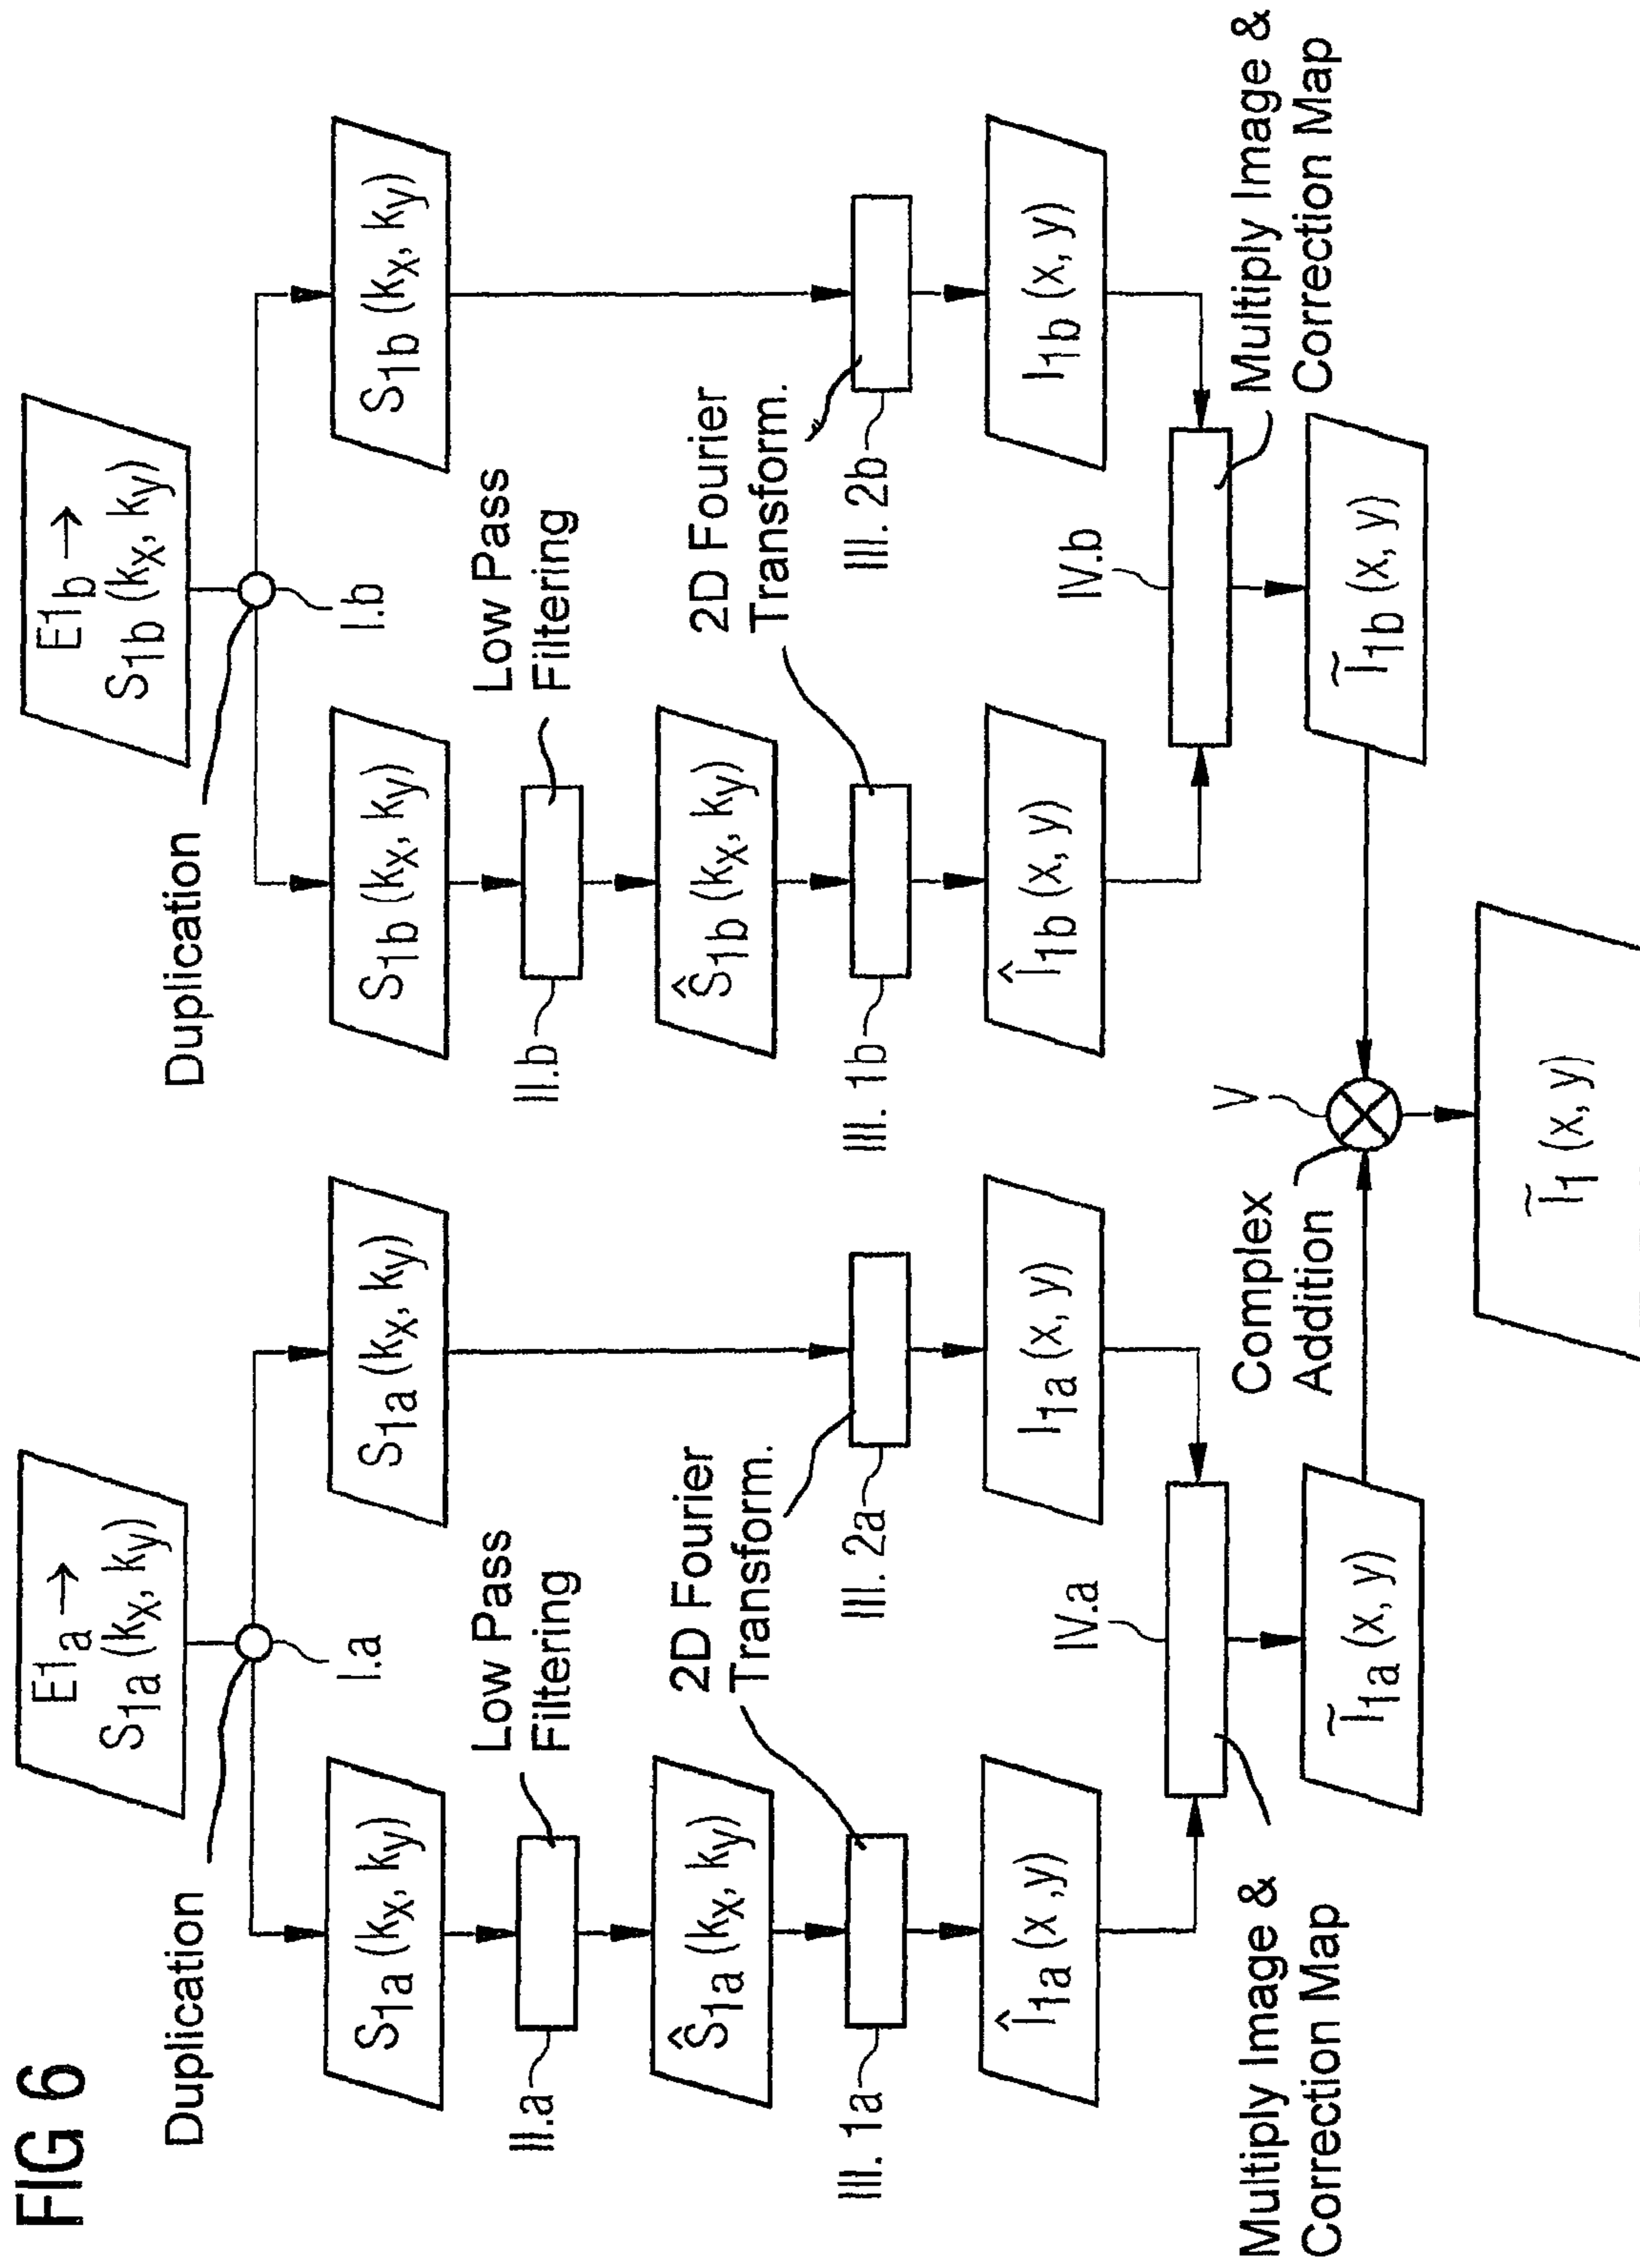 FIG 6
E1a →
S1a (kx, ky)
Duplication
I.a
S1a (kx, ky)
S1a (kx, ky)
Low Pass
Filtering
II.a
Ŝ1a (kx, ky)
2D Fourier
Transform.
III. 1a
III. 2a
Î1a (x ,y)
I1a (x, y)
IV.a
Multiply Image &
Correction Map
Ĩ1a (x, y)
E1b →
S1b (kx, ky)
Duplication
I.b
S1b (kx, ky)
S1b (kx, ky)
Low Pass
Filtering
II.b
Ŝ1b (kx, ky)
2D Fourier
Transform.
III. 1b
III. 2b
Î1b (x, y)
I1b (x, y)
IV.b
Multiply Image &
Correction Map
Ĩ1b (x, y)
Complex
Addition
V
Ĩ1 (x, y)